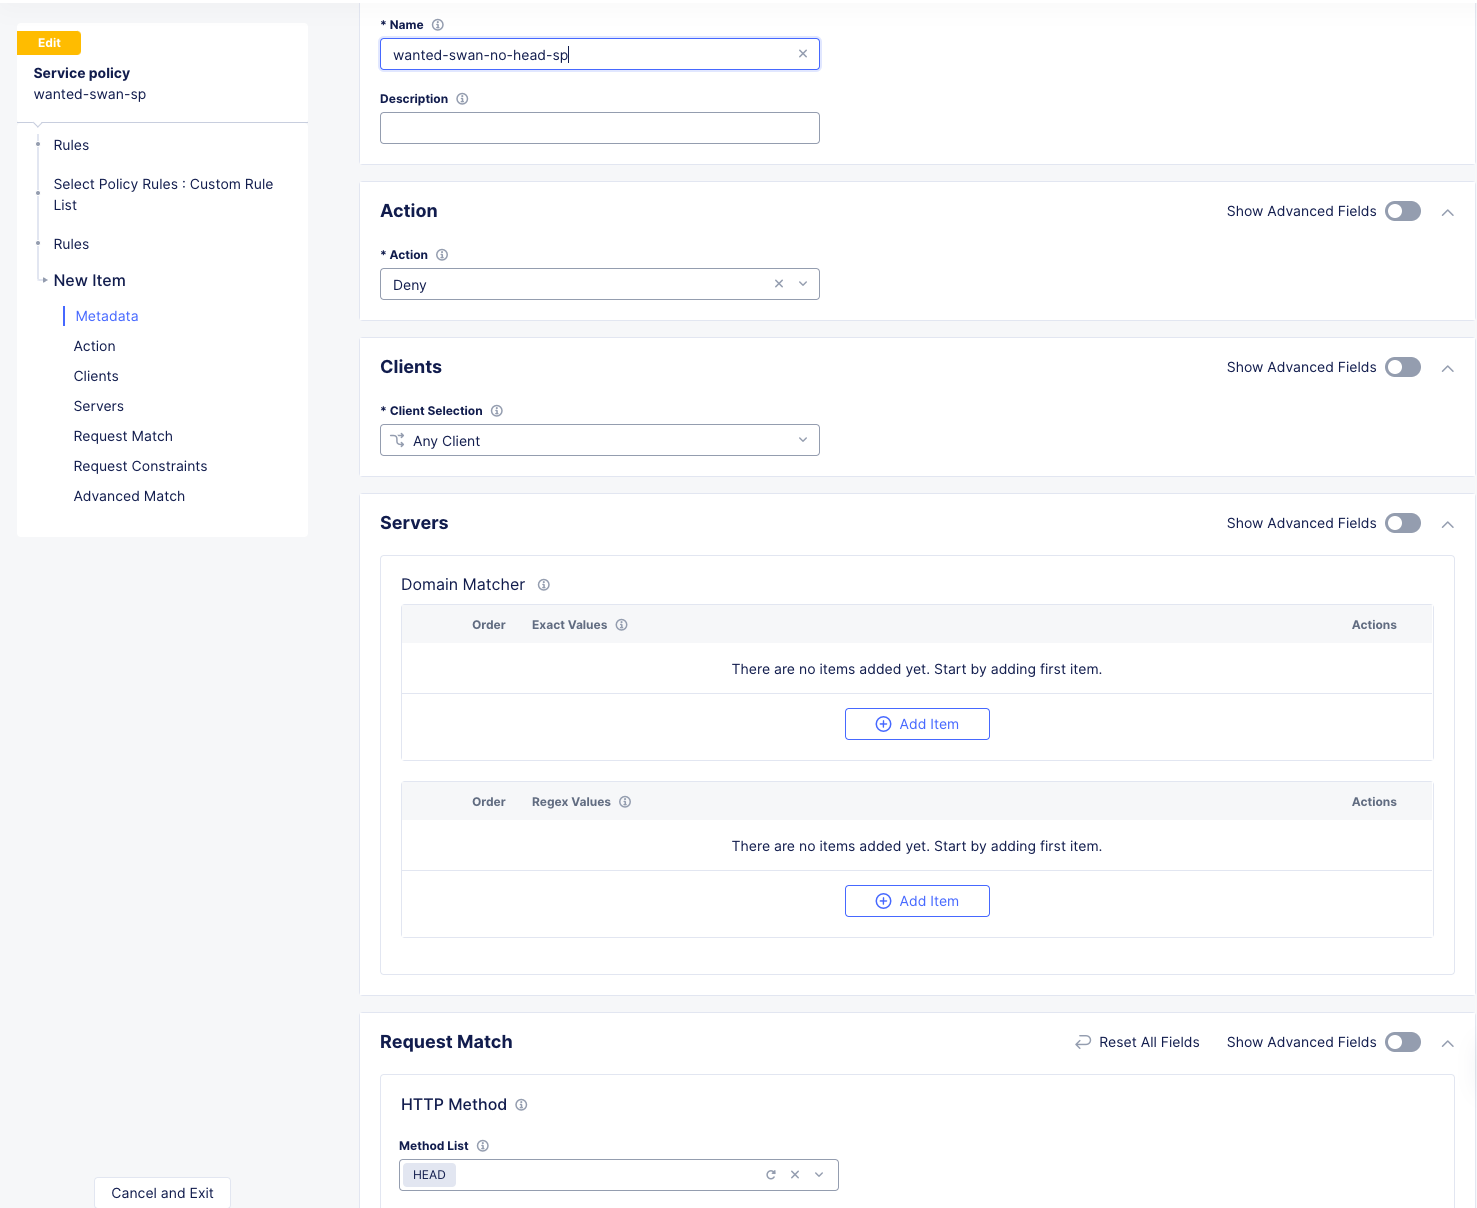 Edit
Service policy
wanted-swan-sp
Rules
Select Policy Rules : Custom Rule
List
Rules
New Item
Metadata
Action
Clients
Servers
Request Match
Request Constraints
Advanced Match
Cancel and Exit
* Name
wanted-swan-no-head-sp
Description
Action
Show Advanced Fields
* Action
Deny
Clients
Show Advanced Fields
* Client Selection
Any Client
Servers
Show Advanced Fields
Domain Matcher
Order Exact Values Actions
There are no items added yet. Start by adding first item.
Add Item
Order Regex Values Actions
There are no items added yet. Start by adding first item.
Add Item
Request Match
Reset All Fields Show Advanced Fields
HTTP Method
Method List
HEAD